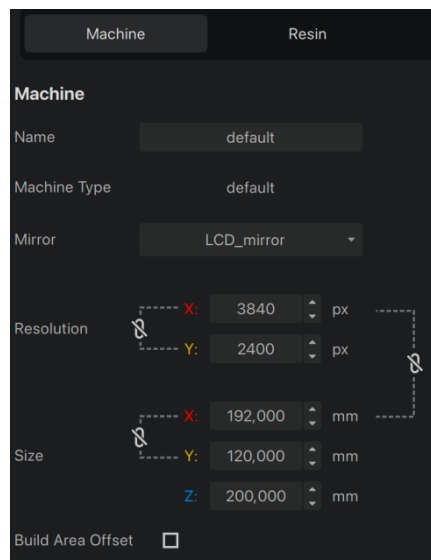 Machine Resin
Machine
Name default
Machine Type default
Mirror LCD_mirror
X: 3840 px
Resolution
Y: 2400 px
X: 192,000 mm
Size Y: 120,000 mm
Z: 200,000 mm
Build Area Offset